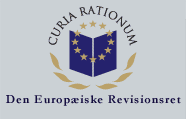 CURIA RATIONUM
Den Europæiske Revisionsret